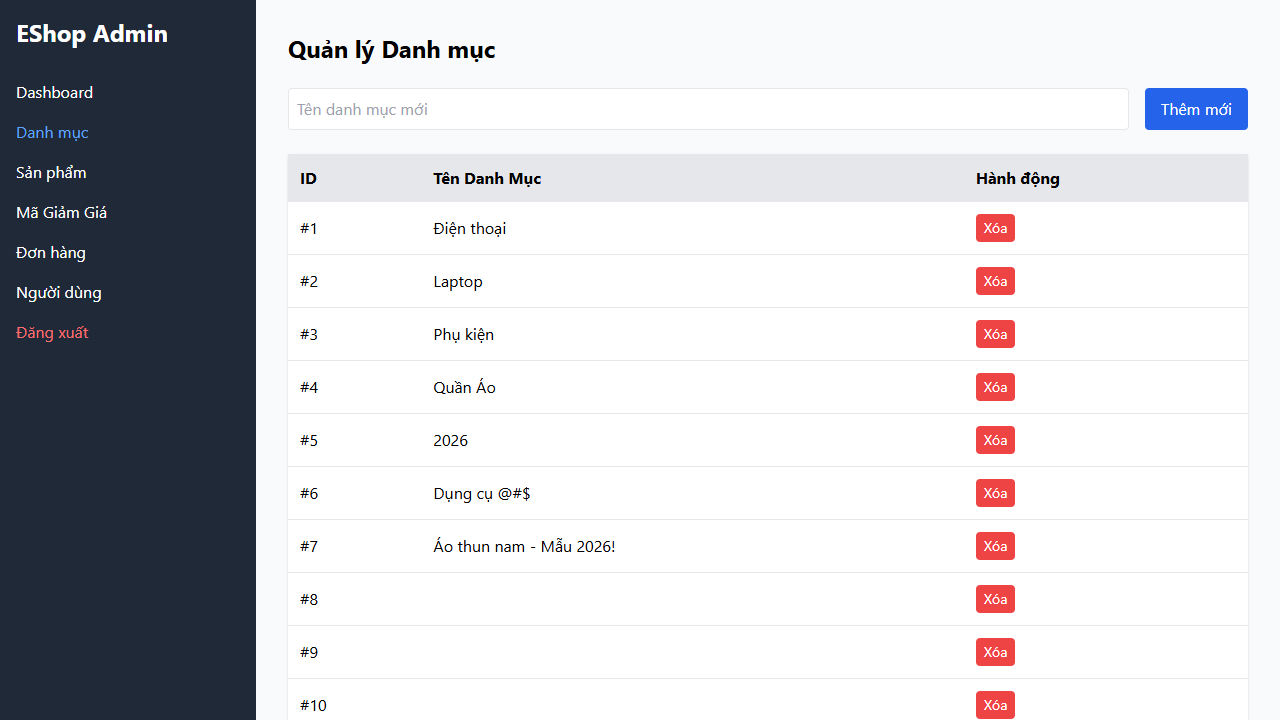 EShop Admin
Dashboard
Danh mục
Sản phẩm
Mã Giảm Giá
Đơn hàng
Người dùng
Đăng xuất
Quản lý Danh mục
Tên danh mục mới
Thêm mới
ID Tên Danh Mục Hành động
#1 Điện thoại Xóa
#2 Laptop Xóa
#3 Phụ kiện Xóa
#4 Quần Áo Xóa
#5 2026 Xóa
#6 Dụng cụ @#$ Xóa
#7 Áo thun nam - Mẫu 2026! Xóa
#8 Xóa
#9 Xóa
#10 Xóa